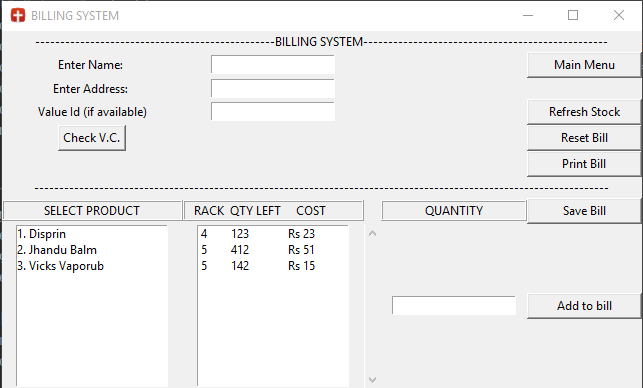 BILLING SYSTEM
-----------------------------------------------BILLING SYSTEM-----------------------------------------------
Enter Name:
Main Menu
Enter Address:
Value Id (if available)
Refresh Stock
Check V.C.
Reset Bill
Print Bill
----------------------------------------------------------------------------------------------------------------
SELECT PRODUCT RACK QTY LEFT COST QUANTITY Save Bill
1. Disprin 4 123 Rs 23
2. Jhandu Balm 5 412 Rs 51
3. Vicks Vaporub 5 142 Rs 15
Add to bill